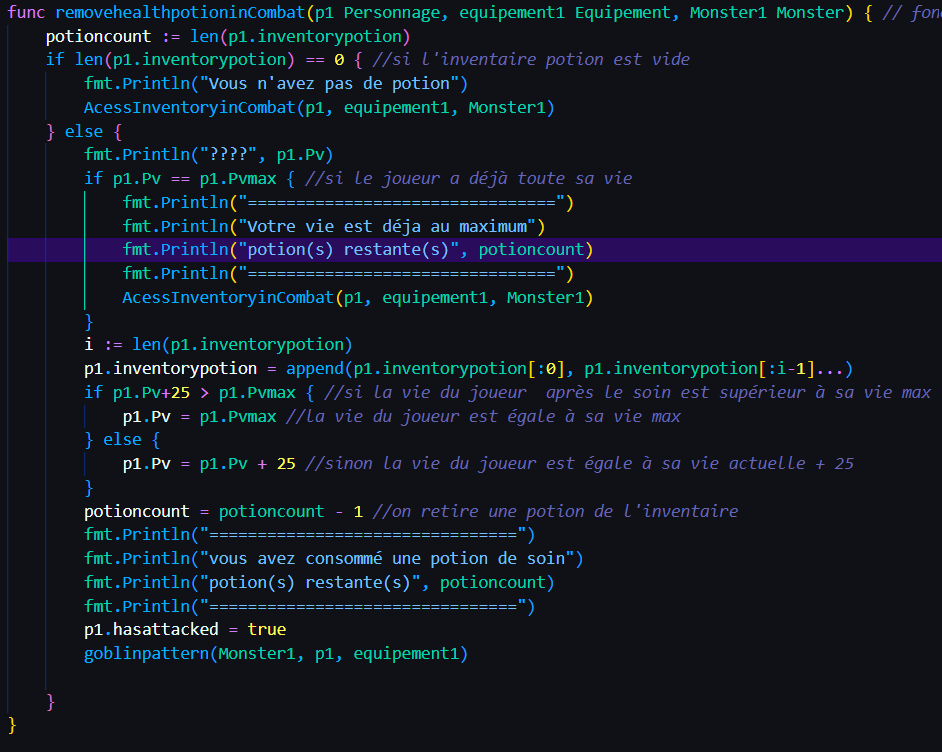 func removehealthpotioninCombat(p1 Personnage, equipement1 Equipement, Monster1 Monster) { // fon
potioncount := len(p1.inventorypotion)
if len(p1.inventorypotion) == 0 { //si l'inventaire potion est vide
fmt.Println("Vous n'avez pas de potion")
AcessInventoryinCombat(p1, equipement1, Monster1)
} else {
fmt.Println("????", p1.Pv)
if p1.Pv == p1.Pvmax { //si le joueur a déjà toute sa vie
fmt.Println("================================")
fmt.Println("Votre vie est déja au maximum")
fmt.Println("potion(s) restante(s)", potioncount)
fmt.Println("================================")
AcessInventoryinCombat(p1, equipement1, Monster1)
}
i := len(p1.inventorypotion)
p1.inventorypotion = append(p1.inventorypotion[:0], p1.inventorypotion[:i-1]...)
if p1.Pv+25 > p1.Pvmax { //si la vie du joueur  après le soin est supérieur à sa vie max
p1.Pv = p1.Pvmax //la vie du joueur est égale à sa vie max
} else {
p1.Pv = p1.Pv + 25 //sinon la vie du joueur est égale à sa vie actuelle + 25
}
potioncount = potioncount - 1 //on retire une potion de l'inventaire
fmt.Println("================================")
fmt.Println("vous avez consommé une potion de soin")
fmt.Println("potion(s) restante(s)", potioncount)
fmt.Println("================================")
p1.hasattacked = true
goblinpattern(Monster1, p1, equipement1)
}
}